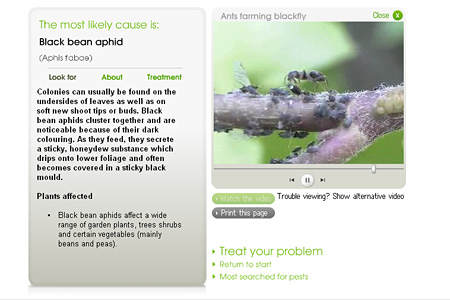 The most likely cause is:
Black bean aphid
(Aphis fabae)
Look for About Treatment
Colonies can usually be found on the
undersides of leaves as well as on
soft new shoot tips or buds. Black
bean aphids cluster together and are
noticeable because of their dark
colouring. As they feed, they secrete
a sticky, honeydew substance which
drips onto lower foliage and often
becomes covered in a sticky black
mould.
Plants affected
• Black bean aphids affect a wide
range of garden plants, trees shrubs
and certain vegetables (mainly
beans and peas).
Ants farming blackfly Close
Watch the video Trouble viewing? Show alternative video
Print this page
Treat your problem
Return to start
Most searched for pests